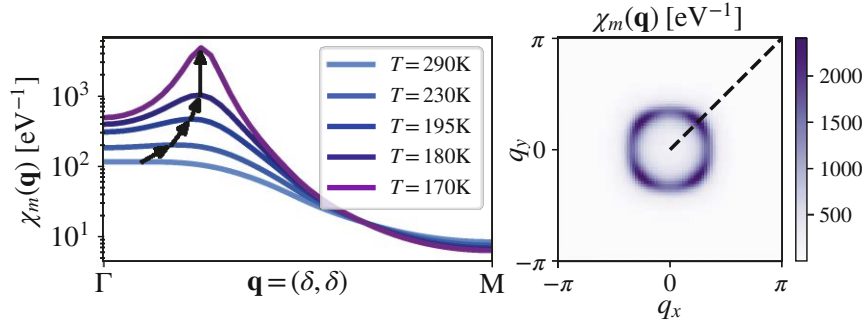 χ_m(𝐪) [eV⁻¹]
10³
10²
10¹
Γ
𝐪 = (δ, δ)
M
T = 290K
T = 230K
T = 195K
T = 180K
T = 170K
χ_m(𝐪) [eV⁻¹]
π
0
−π
q_y
−π
0
π
q_x
2000
1500
1000
500